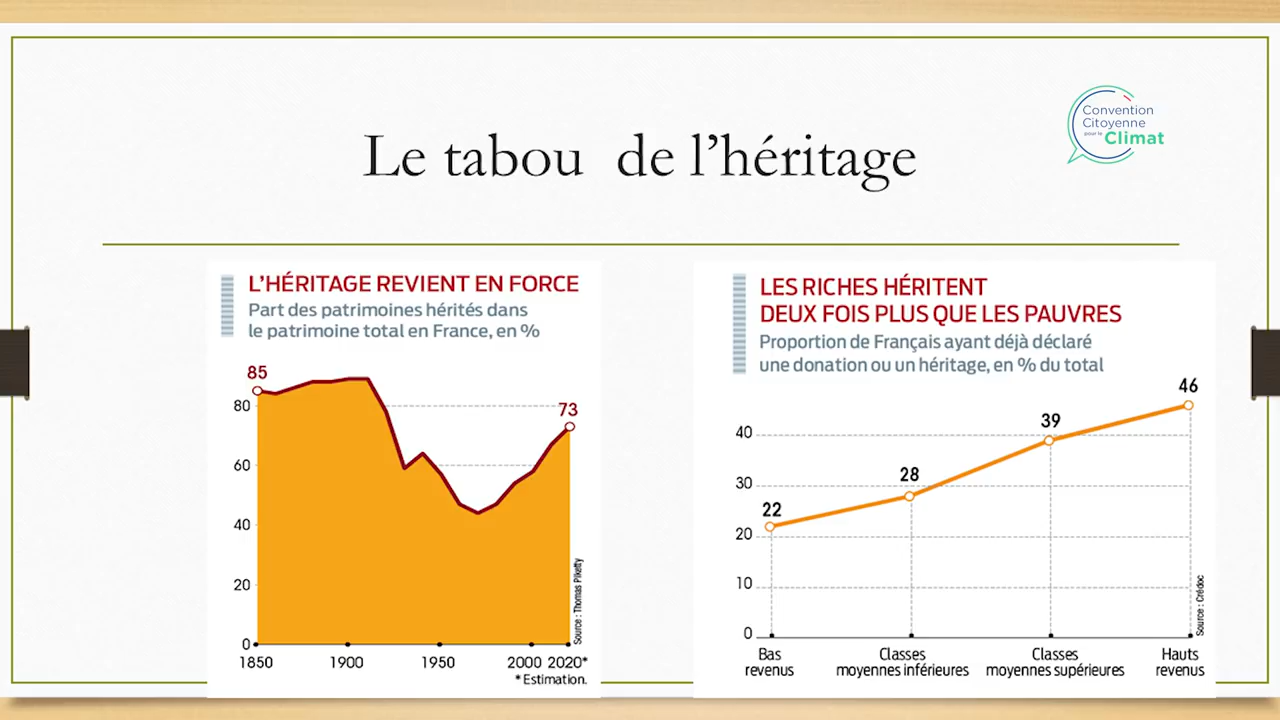 Le tabou de l'héritage
Convention
Citoyenne
pour le Climat
L'HÉRITAGE REVIENT EN FORCE
Part des patrimoines hérités dans
le patrimoine total en France, en %
85
80
73
60
40
20
0
1850 1900 1950 2000 2020*
* Estimation.
Source : Thomas Piketty
LES RICHES HÉRITENT
DEUX FOIS PLUS QUE LES PAUVRES
Proportion de Français ayant déjà déclaré
une donation ou un héritage, en % du total
46
39
40
28
30
22
20
10
0
Bas
revenus
Classes
moyennes inférieures
Classes
moyennes supérieures
Hauts
revenus
Source : Crédoc